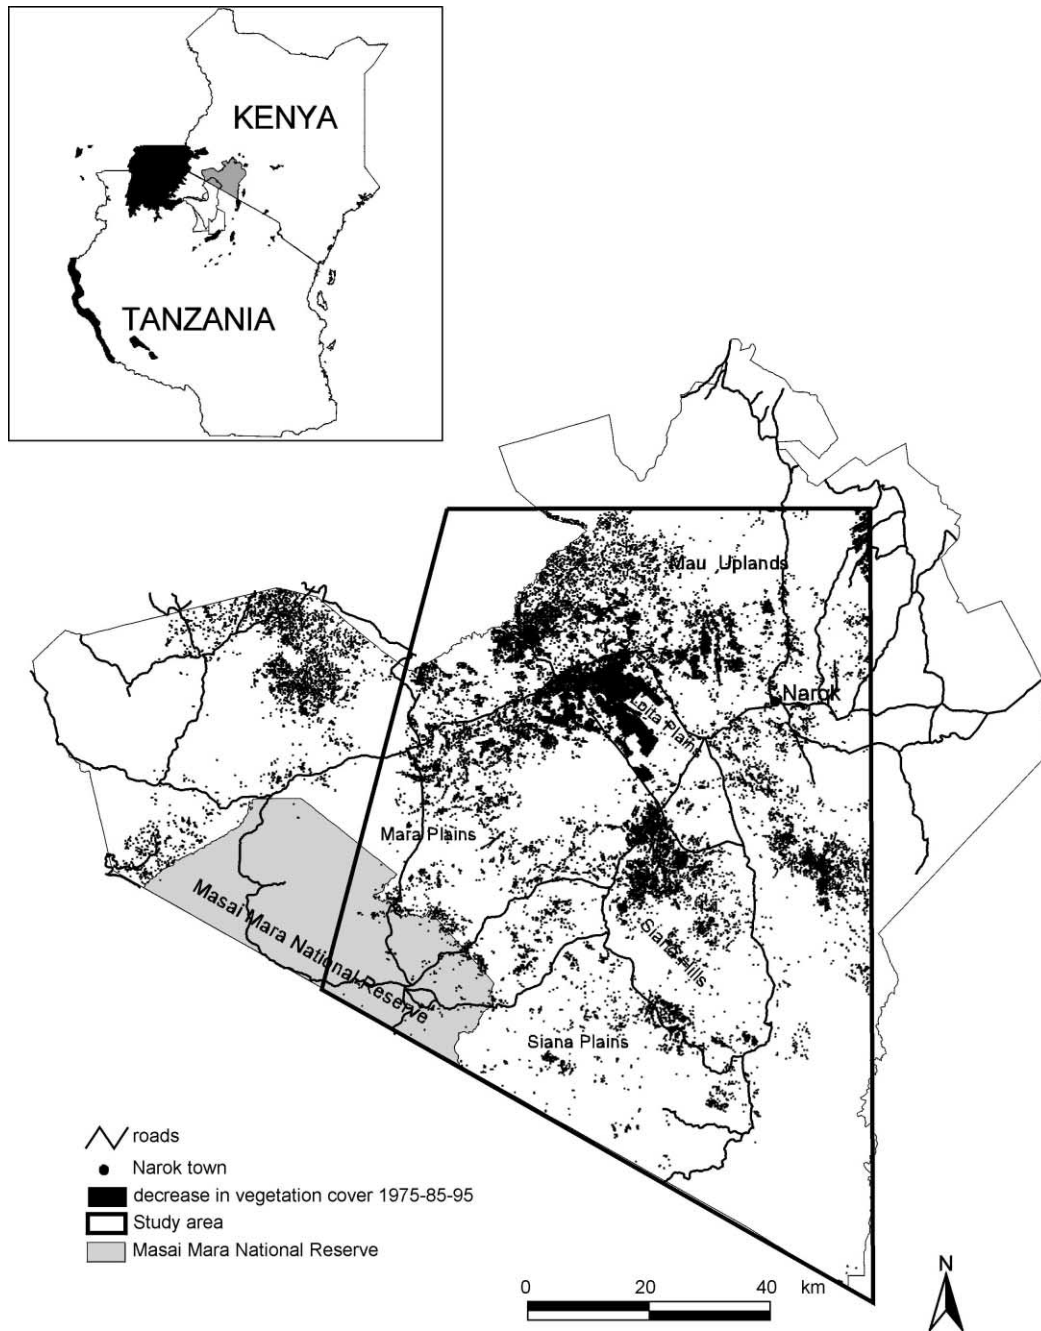 KENYA
TANZANIA
Mau Uplands
Narok
Loita Plains
Mara Plains
Masai Mara National Reserve
Siana Hills
Siana Plains
roads
Narok town
decrease in vegetation cover 1975-85-95
Study area
Masai Mara National Reserve
0 20 40 km
N